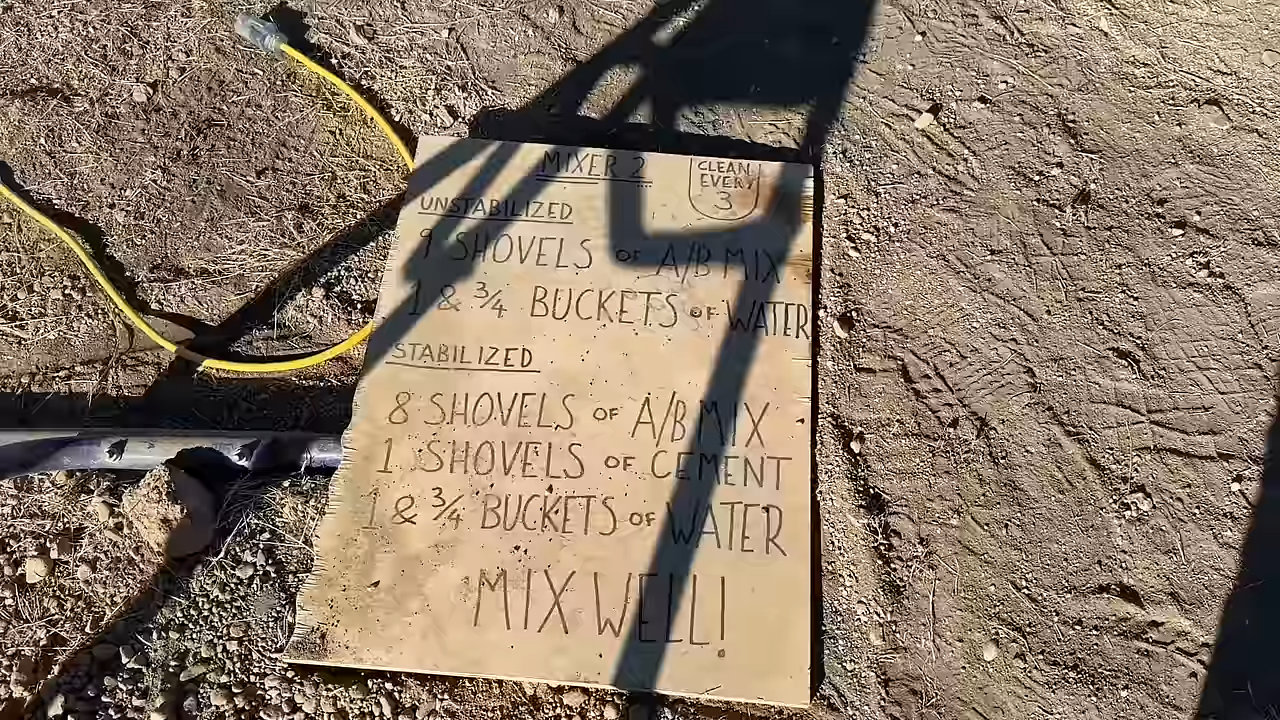 MIXER 2
CLEAN
EVERY
3
UNSTABILIZED
9 SHOVELS OF A/B MIX
1 & 3/4 BUCKETS OF WATER
STABILIZED
8 SHOVELS OF A/B MIX
1 SHOVELS OF CEMENT
1 & 3/4 BUCKETS OF WATER
MIX WELL!